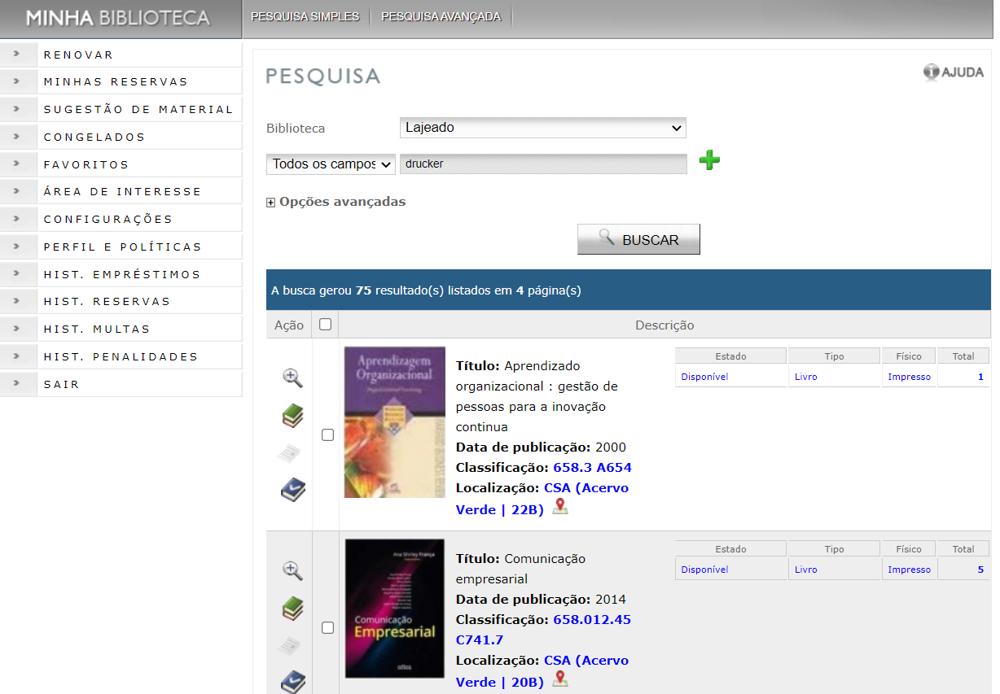 MINHA BIBLIOTECA
PESQUISA SIMPLES
PESQUISA AVANÇADA
RENOVAR
MINHAS RESERVAS
SUGESTÃO DE MATERIAL
CONGELADOS
FAVORITOS
ÁREA DE INTERESSE
CONFIGURAÇÕES
PERFIL E POLÍTICAS
HIST. EMPRÉSTIMOS
HIST. RESERVAS
HIST. MULTAS
HIST. PENALIDADES
SAIR
PESQUISA
AJUDA
Biblioteca
Lajeado
Todos os campos
drucker
Opções avançadas
BUSCAR
A busca gerou 75 resultado(s) listados em 4 página(s)
Ação
Descrição
Aprendizagem
Organizacional
Título: Aprendizado
organizacional : gestão de
pessoas para a inovação
continua
Data de publicação: 2000
Classificação: 658.3 A654
Localização: CSA (Acervo
Verde | 22B)
Estado Tipo Físico Total
Disponível Livro Impresso 1
Ana Shirley França
Comunicação
Empresarial
atlas
Título: Comunicação
empresarial
Data de publicação: 2014
Classificação: 658.012.45
C741.7
Localização: CSA (Acervo
Verde | 20B)
Estado Tipo Físico Total
Disponível Livro Impresso 5